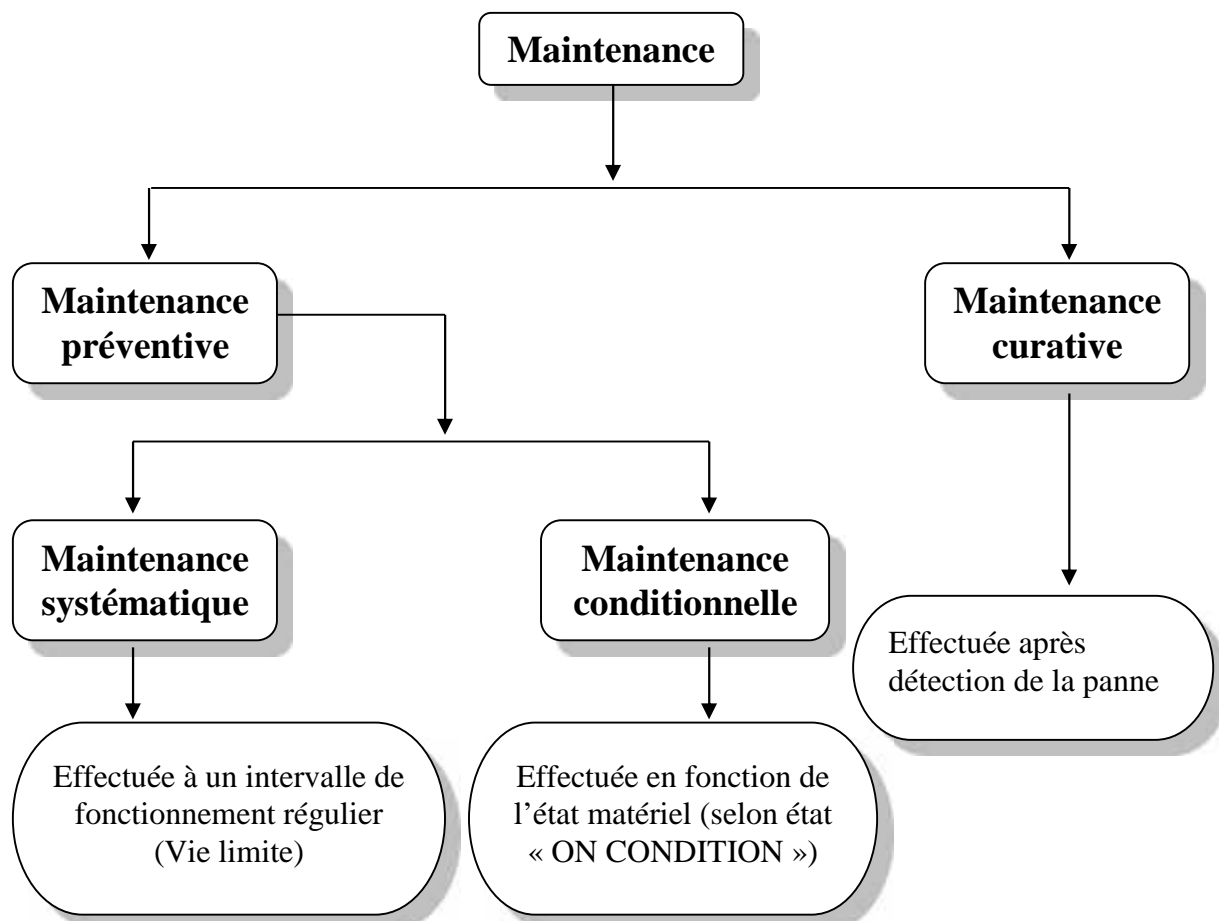 Maintenance
Maintenance
préventive
Maintenance
curative
Maintenance
systématique
Maintenance
conditionnelle
Effectuée après
détection de la panne
Effectuée à un intervalle de
fonctionnement régulier
(Vie limite)
Effectuée en fonction de
l’état matériel (selon état
« ON CONDITION »)